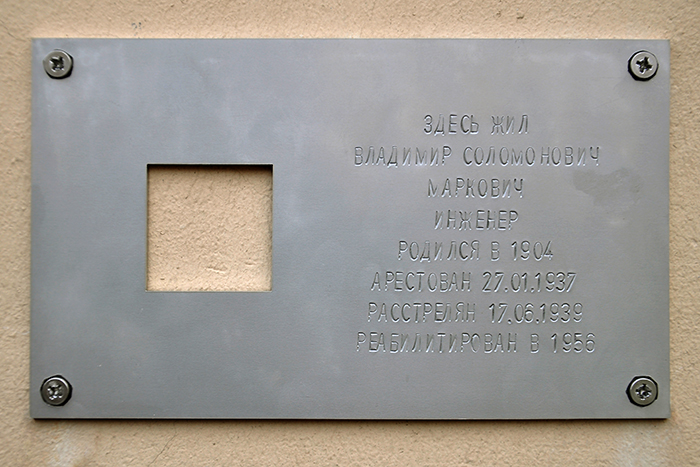 ЗДЕСЬ ЖИЛ
ВЛАДИМИР СОЛОМОНОВИЧ
МАРКОВИЧ
ИНЖЕНЕР
РОДИЛСЯ В 1904
АРЕСТОВАН 27.01.1937
РАССТРЕЛЯН 17.06.1939
РЕАБИЛИТИРОВАН В 1956